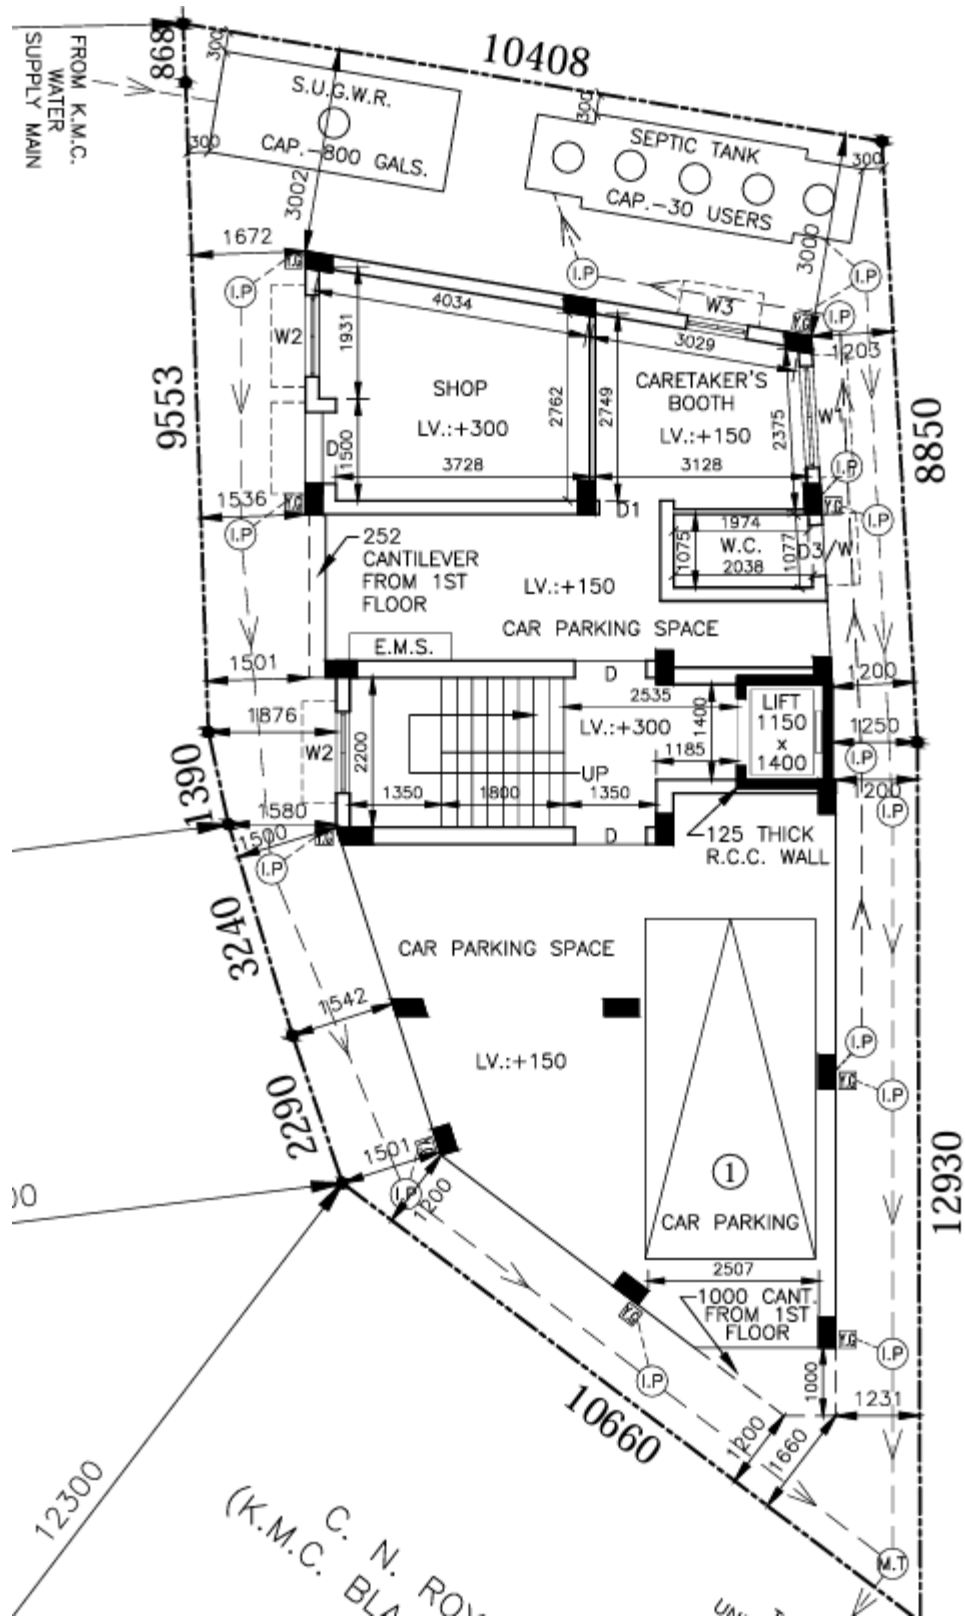 10408
868
300
FROM K.M.C.
WATER
SUPPLY MAIN
S.U.G.W.R.
CAP.-800 GALS.
300
3002
300
SEPTIC TANK
CAP.-30 USERS
300
3000
1672
Y.G
I.P
I.P
I.P
I.P
Y.G
W3
4034
3029
1203
W2
1931
SHOP
LV.:+300
2762
2749
CARETAKER'S
BOOTH
LV.:+150
2375
W1
9553
8850
D
1500
3728
3128
I.P
1536
Y.G
I.P
D1
Y.G
I.P
252
CANTILEVER
FROM 1ST
FLOOR
1974
1075
W.C.
1077
D3
W
2038
LV.:+150
CAR PARKING SPACE
E.M.S.
1501
D
2535
1200
1876
W2
2200
LV.:+300
1400
LIFT
1150
x
1400
1250
1185
I.P
UP
1390
1350
1800
1350
1200
1580
1500
Y.G
D
125 THICK
R.C.C. WALL
I.P
I.P
3240
CAR PARKING SPACE
1542
LV.:+150
I.P
Y.G
I.P
2290
1501
Y.G
I.P
1200
1
CAR PARKING
12930
2507
1000 CANT.
FROM 1ST
FLOOR
Y.G
Y.G
I.P
I.P
1000
1231
10660
1200
1660
12300
C. N. ROY
(K.M.C. BLA
M.T